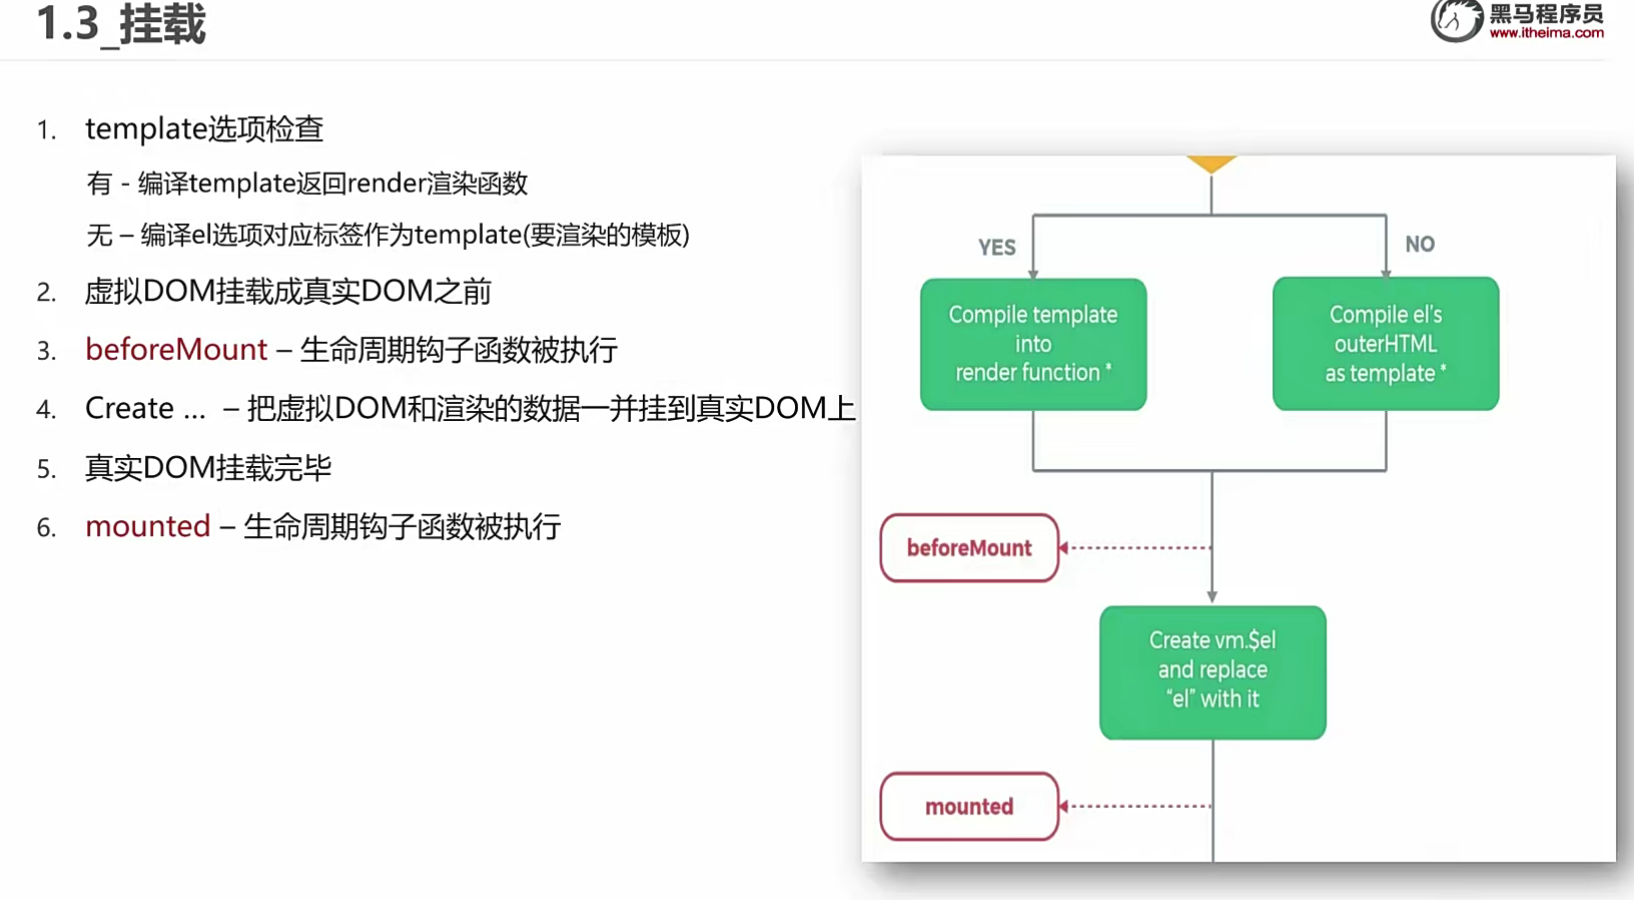 1.3_挂载
黑马程序员
www.itheima.com
1. template选项检查
有 - 编译template返回render渲染函数
无 – 编译el选项对应标签作为template(要渲染的模板)
2. 虚拟DOM挂载成真实DOM之前
3. beforeMount – 生命周期钩子函数被执行
4. Create ... – 把虚拟DOM和渲染的数据一并挂到真实DOM上
5. 真实DOM挂载完毕
6. mounted – 生命周期钩子函数被执行
YES
NO
Compile template
into
render function *
Compile el's
outerHTML
as template *
beforeMount
Create vm.$el
and replace
“el” with it
mounted